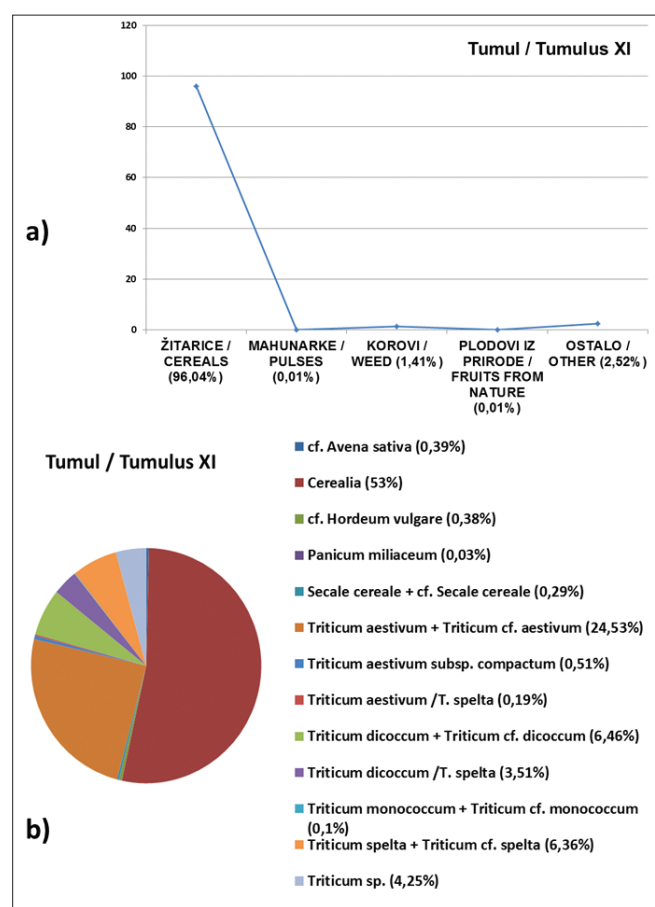 Tumul / Tumulus XI
120
100
80
60
40
20
0
a)
ŽITARICE /
CEREALS
(96,04%)
MAHUNARKE /
PULSES
(0,01%)
KOROVI /
WEED (1,41%)
PLODOVI IZ
PRIRODE /
FRUITS FROM
NATURE
(0,01%)
OSTALO /
OTHER (2,52%)
Tumul / Tumulus XI
cf. Avena sativa (0,39%)
Cerealia (53%)
cf. Hordeum vulgare (0,38%)
Panicum miliaceum (0,03%)
Secale cereale + cf. Secale cereale (0,29%)
Triticum aestivum + Triticum cf. aestivum (24,53%)
Triticum aestivum subsp. compactum (0,51%)
Triticum aestivum /T. spelta (0,19%)
Triticum dicoccum + Triticum cf. dicoccum (6,46%)
Triticum dicoccum /T. spelta (3,51%)
Triticum monococcum + Triticum cf. monococcum
(0,1%)
Triticum spelta + Triticum cf. spelta (6,36%)
Triticum sp. (4,25%)
b)